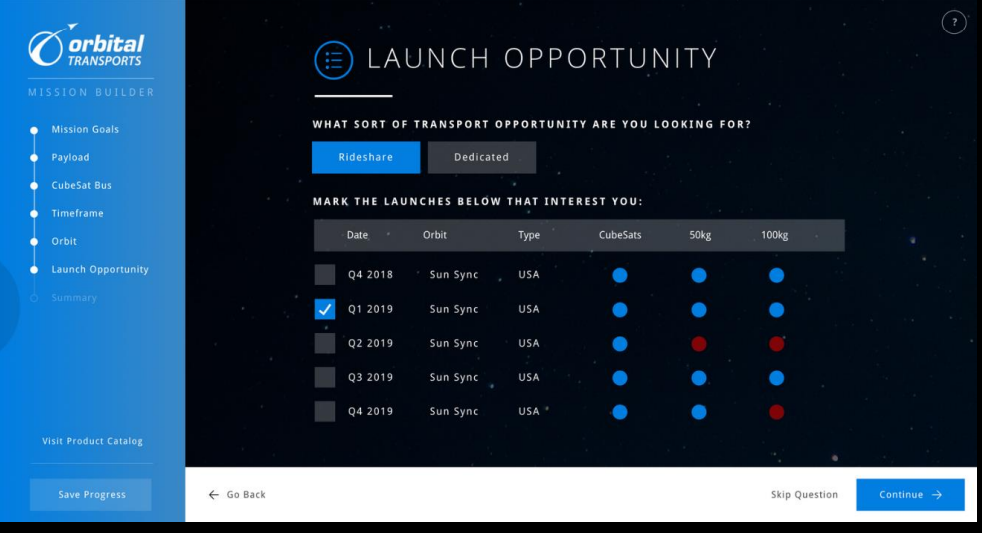 orbital
TRANSPORTS
MISSION BUILDER
Mission Goals
Payload
CubeSat Bus
Timeframe
Orbit
Launch Opportunity
Summary
Visit Product Catalog
Save Progress
?
LAUNCH OPPORTUNITY
WHAT SORT OF TRANSPORT OPPORTUNITY ARE YOU LOOKING FOR?
Rideshare Dedicated
MARK THE LAUNCHES BELOW THAT INTEREST YOU:
Date Orbit Type CubeSats 50kg 100kg
Q4 2018 Sun Sync USA
Q1 2019 Sun Sync USA
Q2 2019 Sun Sync USA
Q3 2019 Sun Sync USA
Q4 2019 Sun Sync USA
← Go Back Skip Question Continue →